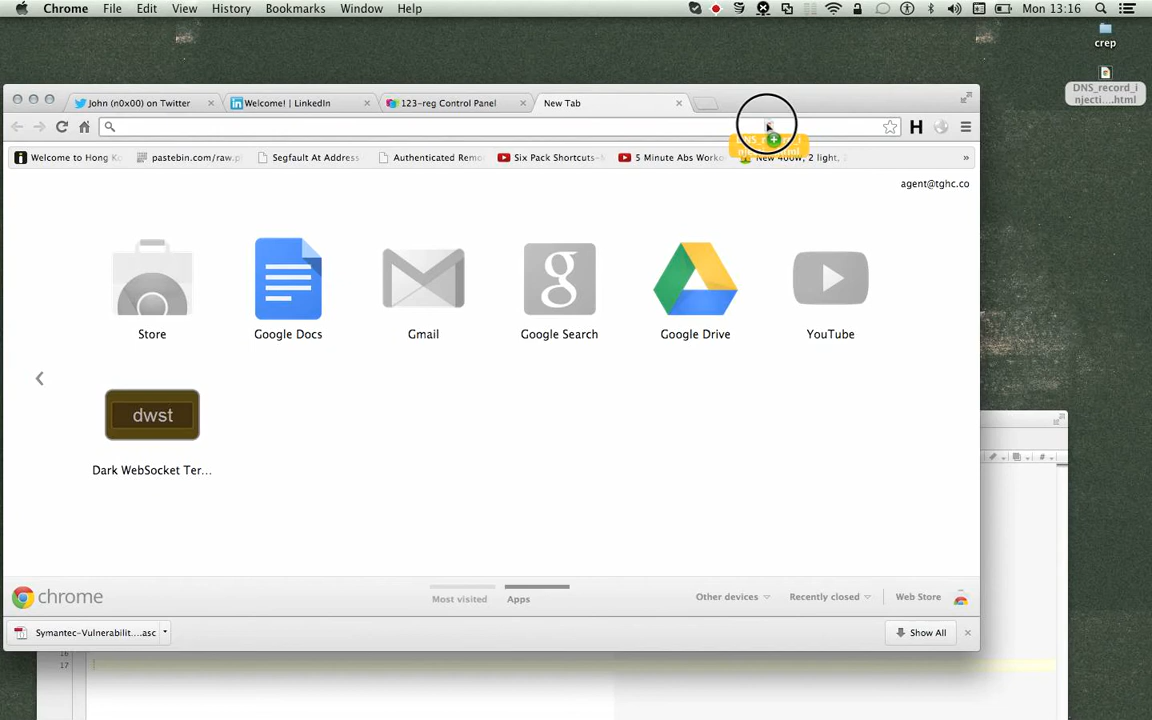 Chrome File Edit View History Bookmarks Window Help Mon 13:16
crep
DNS_record_i
njecti....html
John (n0x00) on Twitter Welcome! | LinkedIn 123-reg Control Panel New Tab
H
Welcome to Hong Ko pastebin.com/raw.p Segfault At Address Authenticated Remo Six Pack Shortcuts- 5 Minute Abs Worko New 400W, 2 light, »
agent@tghc.co
Store Google Docs Gmail Google Search Google Drive YouTube
dwst
Dark WebSocket Ter...
chrome Most visited Apps Other devices Recently closed Web Store
Symantec-Vulnerabilit....asc Show All
16
17